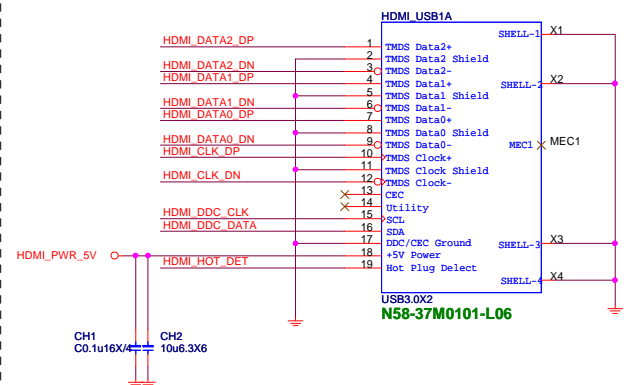 HDMI_USB1A
HDMI_DATA2_DP 1 TMDS Data2+ SHELL-1 X1
2 TMDS Data2 Shield
HDMI_DATA2_DN 3 TMDS Data2-
HDMI_DATA1_DP 4 TMDS Data1+ SHELL-2 X2
5 TMDS Data1 Shield
HDMI_DATA1_DN 6 TMDS Data1-
HDMI_DATA0_DP 7 TMDS Data0+
8 TMDS Data0 Shield
HDMI_DATA0_DN 9 TMDS Data0- MEC1 MEC1
HDMI_CLK_DP 10 TMDS Clock+
11 TMDS Clock Shield
HDMI_CLK_DN 12 TMDS Clock-
13 CEC
14 Utility
HDMI_DDC_CLK 15 SCL
HDMI_DDC_DATA 16 SDA
17 DDC/CEC Ground SHELL-3 X3
HDMI_PWR_5V 18 +5V Power
HDMI_HOT_DET 19 Hot Plug Delect
SHELL-4 X4
USB3.0X2
N58-37M0101-L06
CH1
C0.1u16X/4
CH2
10u6.3X6